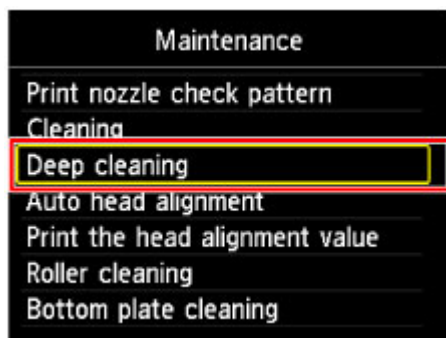 Maintenance
Print nozzle check pattern
Cleaning
Deep cleaning
Auto head alignment
Print the head alignment value
Roller cleaning
Bottom plate cleaning